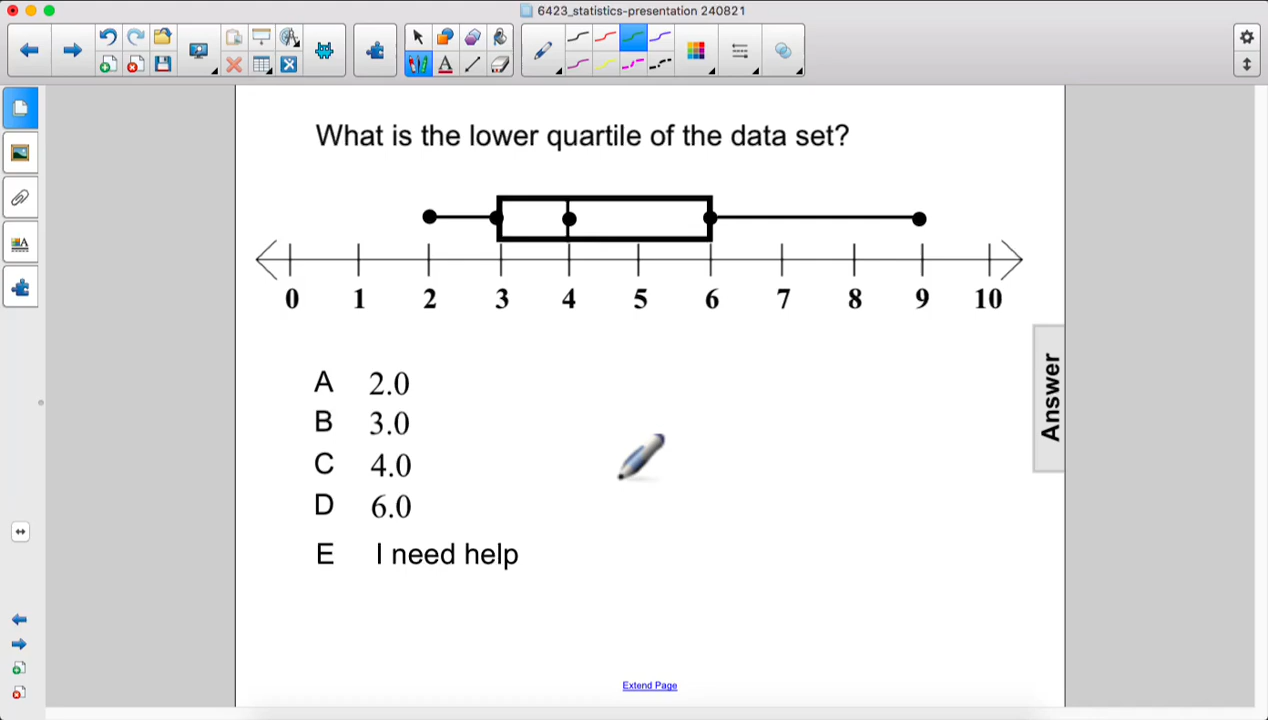 6423_statistics-presentation 240821
What is the lower quartile of the data set?
0 1 2 3 4 5 6 7 8 9 10
Answer
A 2.0
B 3.0
C 4.0
D 6.0
E I need help
Extend Page